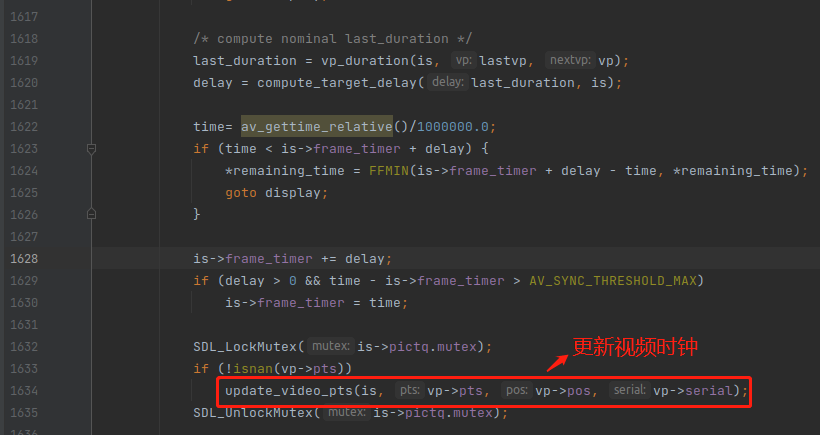 1617
1618 /* compute nominal last_duration */
1619 last_duration = vp_duration(is, vp: lastvp, nextvp: vp);
1620 delay = compute_target_delay( delay: last_duration, is);
1621
1622 time= av_gettime_relative()/1000000.0;
1623 if (time < is->frame_timer + delay) {
1624 *remaining_time = FFMIN(is->frame_timer + delay - time, *remaining_time);
1625 goto display;
1626 }
1627
1628 is->frame_timer += delay;
1629 if (delay > 0 && time - is->frame_timer > AV_SYNC_THRESHOLD_MAX)
1630 is->frame_timer = time;
1631
1632 SDL_LockMutex( mutex: is->pictq.mutex);
更新视频时钟
1633 if (!isnan(vp->pts))
1634 update_video_pts(is, pts: vp->pts, pos: vp->pos, serial: vp->serial);
1635 SDL_UnlockMutex( mutex: is->pictq.mutex);